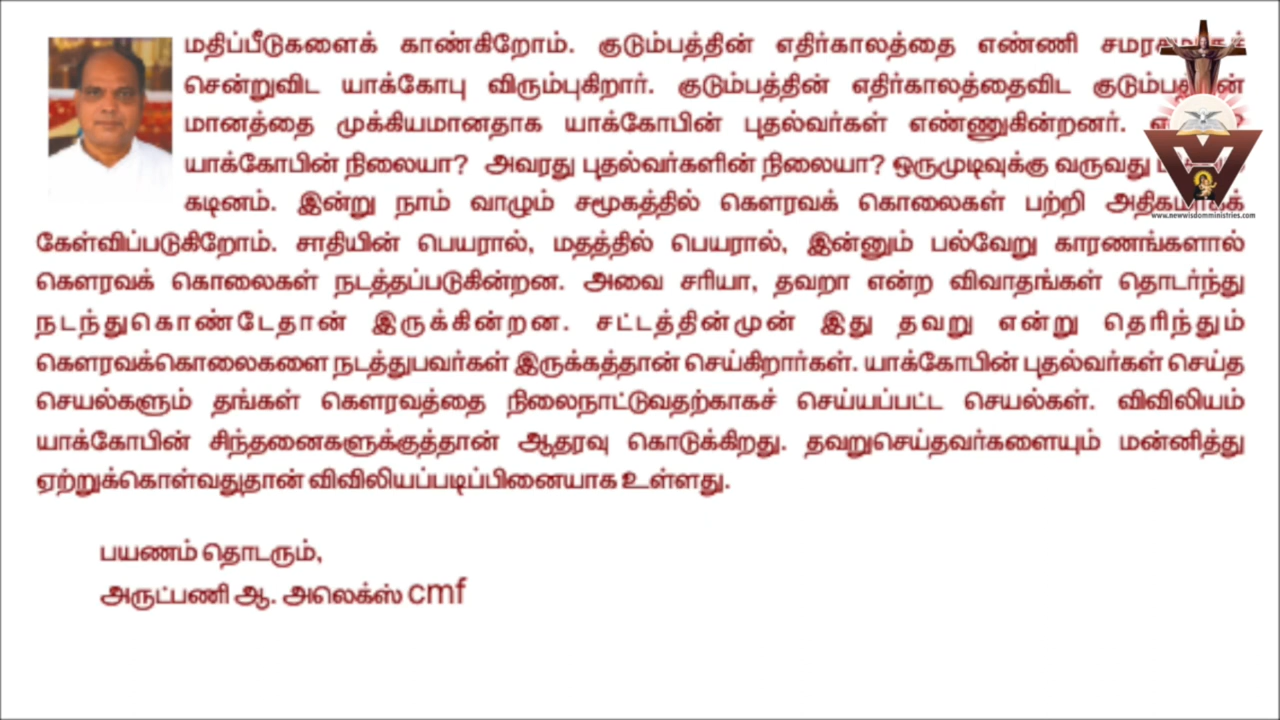 மதிப்பீடுகளைக் காண்கிறோம். குடும்பத்தின் எதிர்காலத்தை எண்ணி
சென்றுவிட யாக்கோபு விரும்புகிறார். குடும்பத்தின் எதிர்காலத்தைவிட
மானத்தை முக்கியமானதாக யாக்கோபின் புதல்வர்கள் எண்ணுகின்றனர்.
யாக்கோபின் நிலையா? அவரது புதல்வர்களின் நிலையா? ஒருமுடிவுக்கு வருவது
கடினம். இன்று நாம் வாழும் சமூகத்தில் கௌரவக் கொலைகள் பற்றி
www.newwisdomministries.com
கேள்விப்படுகிறோம். சாதியின் பெயரால், மதத்தில் பெயரால், இன்னும் பல்வேறு காரணங்களால்
கௌரவக் கொலைகள் நடத்தப்படுகின்றன. அவை சரியா, தவறா என்ற விவாதங்கள் தொடர்ந்து
நடந்துகொண்டேதான் இருக்கின்றன. சட்டத்தின்முன் இது தவறு என்று தெரிந்தும்
கௌரவக்கொலைகளை நடத்துபவர்கள் இருக்கத்தான் செய்கிறார்கள். யாக்கோபின் புதல்வர்கள் செய்த
செயல்களும் தங்கள் கௌரவத்தை நிலைநாட்டுவதற்காகச் செய்யப்பட்ட செயல்கள். விவிலியம்
யாக்கோபின் சிந்தனைகளுக்குத்தான் ஆதரவு கொடுக்கிறது. தவறுசெய்தவர்களையும் மன்னித்து
ஏற்றுக்கொள்வதுதான் விவிலியப்படிப்பினையாக உள்ளது.
பயணம் தொடரும்,
அருட்பணி ஆ. அலெக்ஸ் cmf